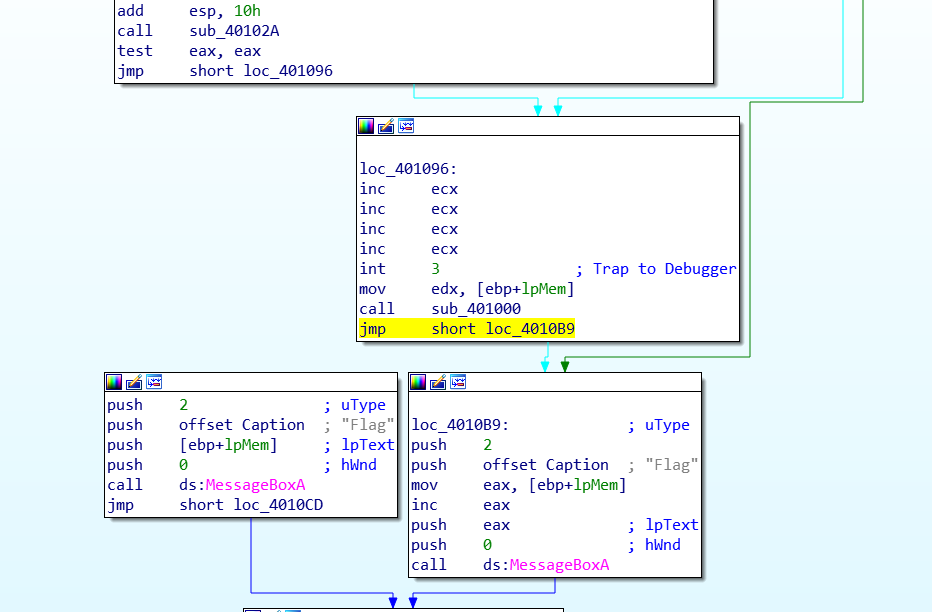 add esp, 10h
call sub_40102A
test eax, eax
jmp short loc_401096
loc_401096:
inc ecx
inc ecx
inc ecx
inc ecx
int 3 ; Trap to Debugger
mov edx, [ebp+lpMem]
call sub_401000
jmp short loc_4010B9
push 2 ; uType
push offset Caption ; "Flag"
push [ebp+lpMem] ; lpText
push 0 ; hWnd
call ds:MessageBoxA
jmp short loc_4010CD
loc_4010B9: ; uType
push 2
push offset Caption ; "Flag"
mov eax, [ebp+lpMem]
inc eax
push eax ; lpText
push 0 ; hWnd
call ds:MessageBoxA